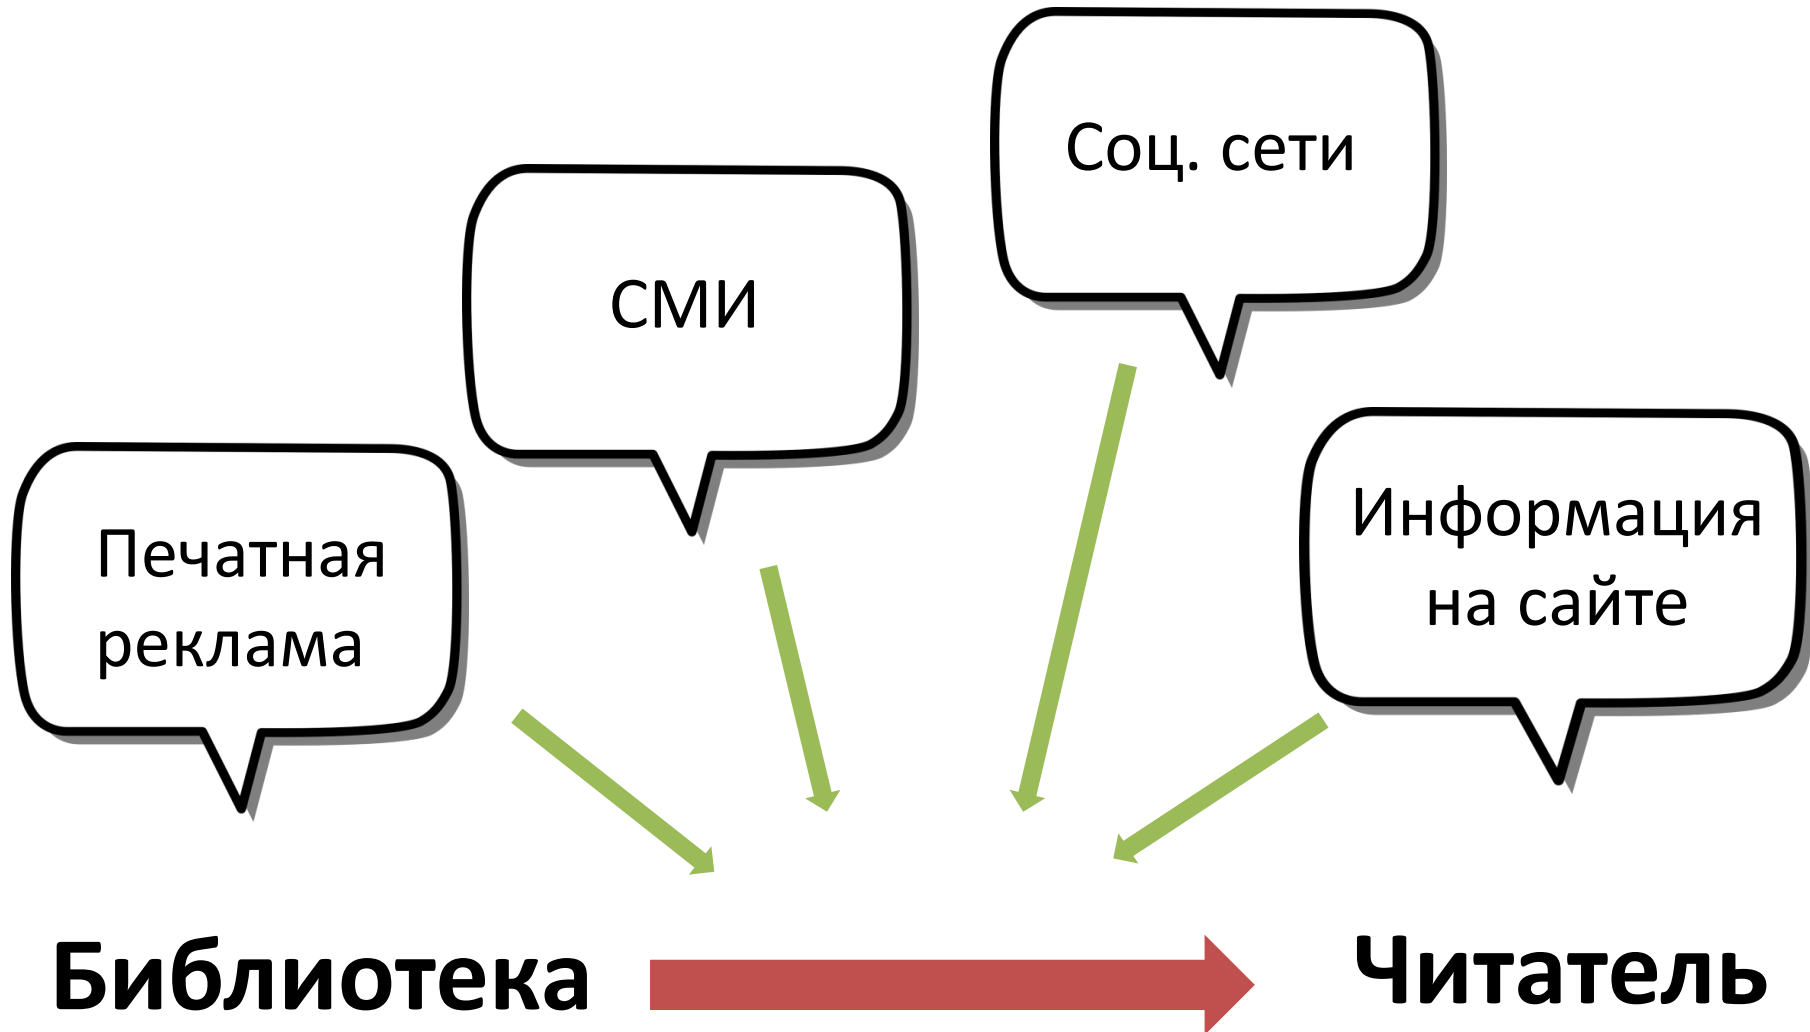 Соц. сети
СМИ
Информация
на сайте
Печатная
реклама
Библиотека
Читатель